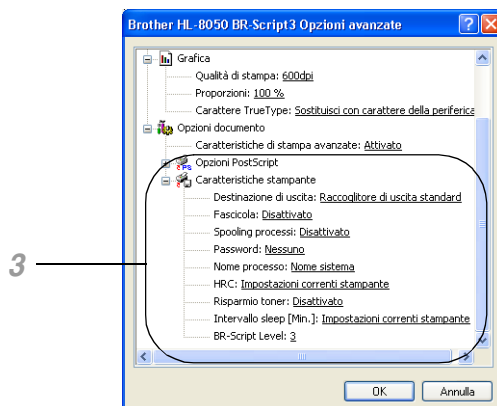 Brother HL-8050 BR-Script3 Opzioni avanzate
Grafica
Qualità di stampa: 600dpi
Proporzioni: 100 %
Carattere TrueType: Sostituisci con carattere della periferica
Opzioni documento
Caratteristiche di stampa avanzate: Attivato
Opzioni PostScript
Caratteristiche stampante
Destinazione di uscita: Raccoglitore di uscita standard
Fascicola: Disattivato
Spooling processi: Disattivato
Password: Nessuno
3
Nome processo: Nome sistema
HRC: Impostazioni correnti stampante
Risparmio toner: Disattivato
Intervallo sleep [Min.]: Impostazioni correnti stampante
BR-Script Level: 3
OK Annulla